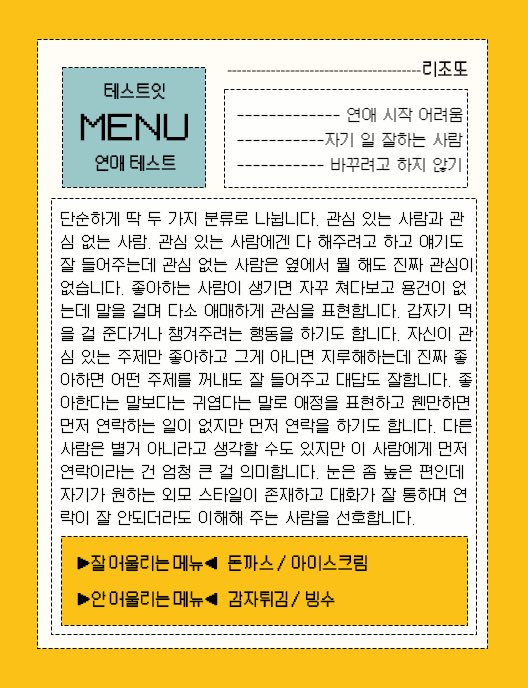 테스트잇
MENU
연애 테스트
------------------------------------리조또
------------- 연애 시작 어려움
-----------자기 일 잘하는 사람
----------- 바꾸려고 하지 않기
단순하게 딱 두 가지 분류로 나뉩니다. 관심 있는 사람과 관
심 없는 사람. 관심 있는 사람에겐 다 해주려고 하고 얘기도
잘 들어주는데 관심 없는 사람은 옆에서 뭘 해도 진짜 관심이
없습니다. 좋아하는 사람이 생기면 자꾸 쳐다보고 용건이 없
는데 말을 걸며 다소 애매하게 관심을 표현합니다. 갑자기 먹
을 걸 준다거나 챙겨주려는 행동을 하기도 합니다. 자신이 관
심 있는 주제만 좋아하고 그게 아니면 지루해하는데 진짜 좋
아하면 어떤 주제를 꺼내도 잘 들어주고 대답도 잘합니다. 좋
아한다는 말보다는 귀엽다는 말로 애정을 표현하고 웬만하면
먼저 연락하는 일이 없지만 먼저 연락을 하기도 합니다. 다른
사람은 별거 아니라고 생각할 수도 있지만 이 사람에게 먼저
연락이라는 건 엄청 큰 걸 의미합니다. 눈은 좀 높은 편인데
자기가 원하는 외모 스타일이 존재하고 대화가 잘 통하며 연
락이 잘 안되더라도 이해해 주는 사람을 선호합니다.
▶잘어울리는메뉴◀ 돈까스 / 아이스크림
▶안어울리는메뉴◀ 감자튀김 / 빙수